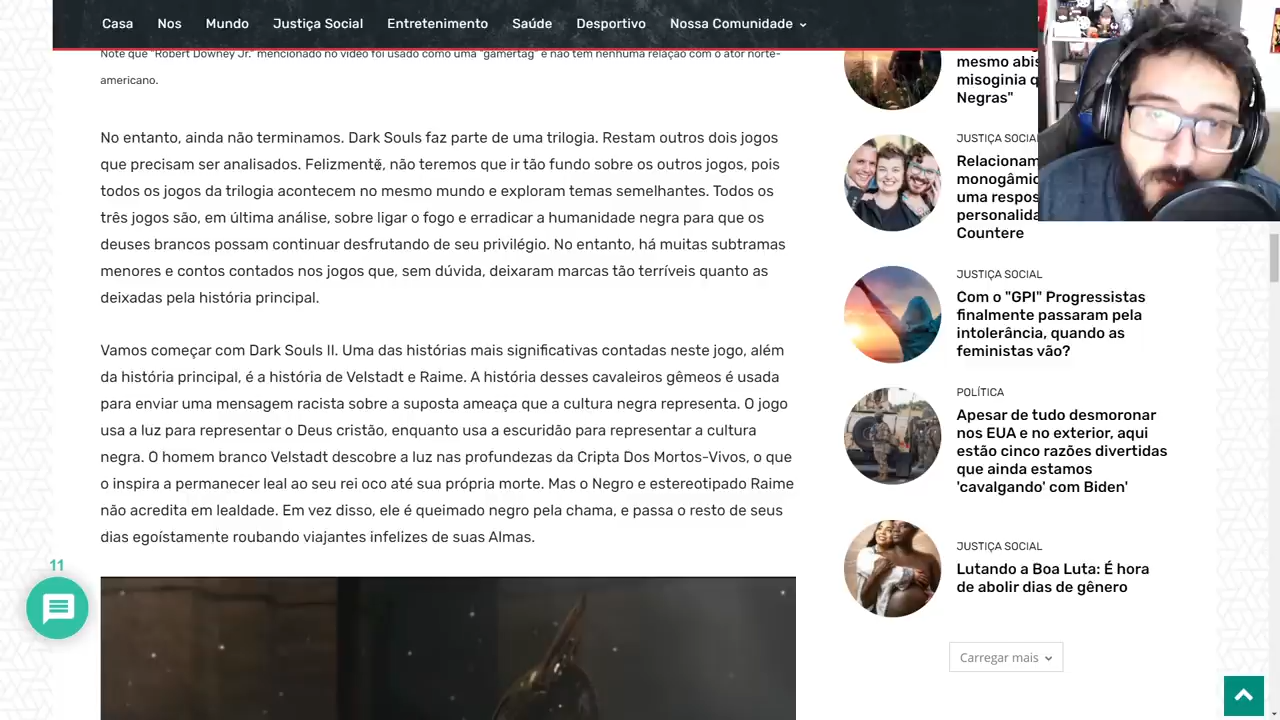 Casa
Nos
Mundo
Justiça Social
Entretenimento
Saúde
Desportivo
Nossa Comunidade
Note que "Robert Downey Jr." mencionado no vídeo foi usado como uma "gamertag" e não tem nenhuma relação com o ator norte-
americano.
No entanto, ainda não terminamos. Dark Souls faz parte de uma trilogia. Restam outros dois jogos
que precisam ser analisados. Felizmente, não teremos que ir tão fundo sobre os outros jogos, pois
todos os jogos da trilogia acontecem no mesmo mundo e exploram temas semelhantes. Todos os
três jogos são, em última análise, sobre ligar o fogo e erradicar a humanidade negra para que os
deuses brancos possam continuar desfrutando de seu privilégio. No entanto, há muitas subtramas
menores e contos contados nos jogos que, sem dúvida, deixaram marcas tão terríveis quanto as
deixadas pela história principal.
Vamos começar com Dark Souls II. Uma das histórias mais significativas contadas neste jogo, além
da história principal, é a história de Velstadt e Raime. A história desses cavaleiros gêmeos é usada
para enviar uma mensagem racista sobre a suposta ameaça que a cultura negra representa. O jogo
usa a luz para representar o Deus cristão, enquanto usa a escuridão para representar a cultura
negra. O homem branco Velstadt descobre a luz nas profundezas da Cripta Dos Mortos-Vivos, o que
o inspira a permanecer leal ao seu rei oco até sua própria morte. Mas o Negro e estereotipado Raime
não acredita em lealdade. Em vez disso, ele é queimado negro pela chama, e passa o resto de seus
dias egoístamente roubando viajantes infelizes de suas Almas.
11
mesmo
misoginia
Negras"
JUSTIÇA SOCIAL
uma
Countere
JUSTIÇA SOCIAL
Com o "GPI" Progressistas
finalmente passaram pela
intolerância, quando as
feministas vão?
POLÍTICA
Apesar de tudo desmoronar
nos EUA e no exterior, aqui
estão cinco razões divertidas
que ainda estamos
'cavalgando' com Biden'
JUSTIÇA SOCIAL
Lutando a Boa Luta: É hora
de abolir dias de gênero
Carregar mais